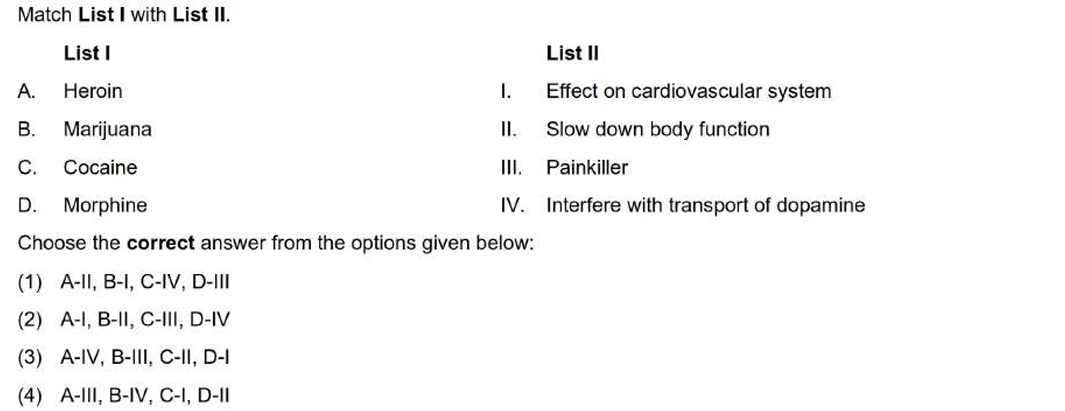 Match List I with List II.
List I List II
A. Heroin I. Effect on cardiovascular system
B. Marijuana II. Slow down body function
C. Cocaine III. Painkiller
D. Morphine IV. Interfere with transport of dopamine
Choose the correct answer from the options given below:
(1) A-II, B-I, C-IV, D-III
(2) A-I, B-II, C-III, D-IV
(3) A-IV, B-III, C-II, D-I
(4) A-III, B-IV, C-I, D-II